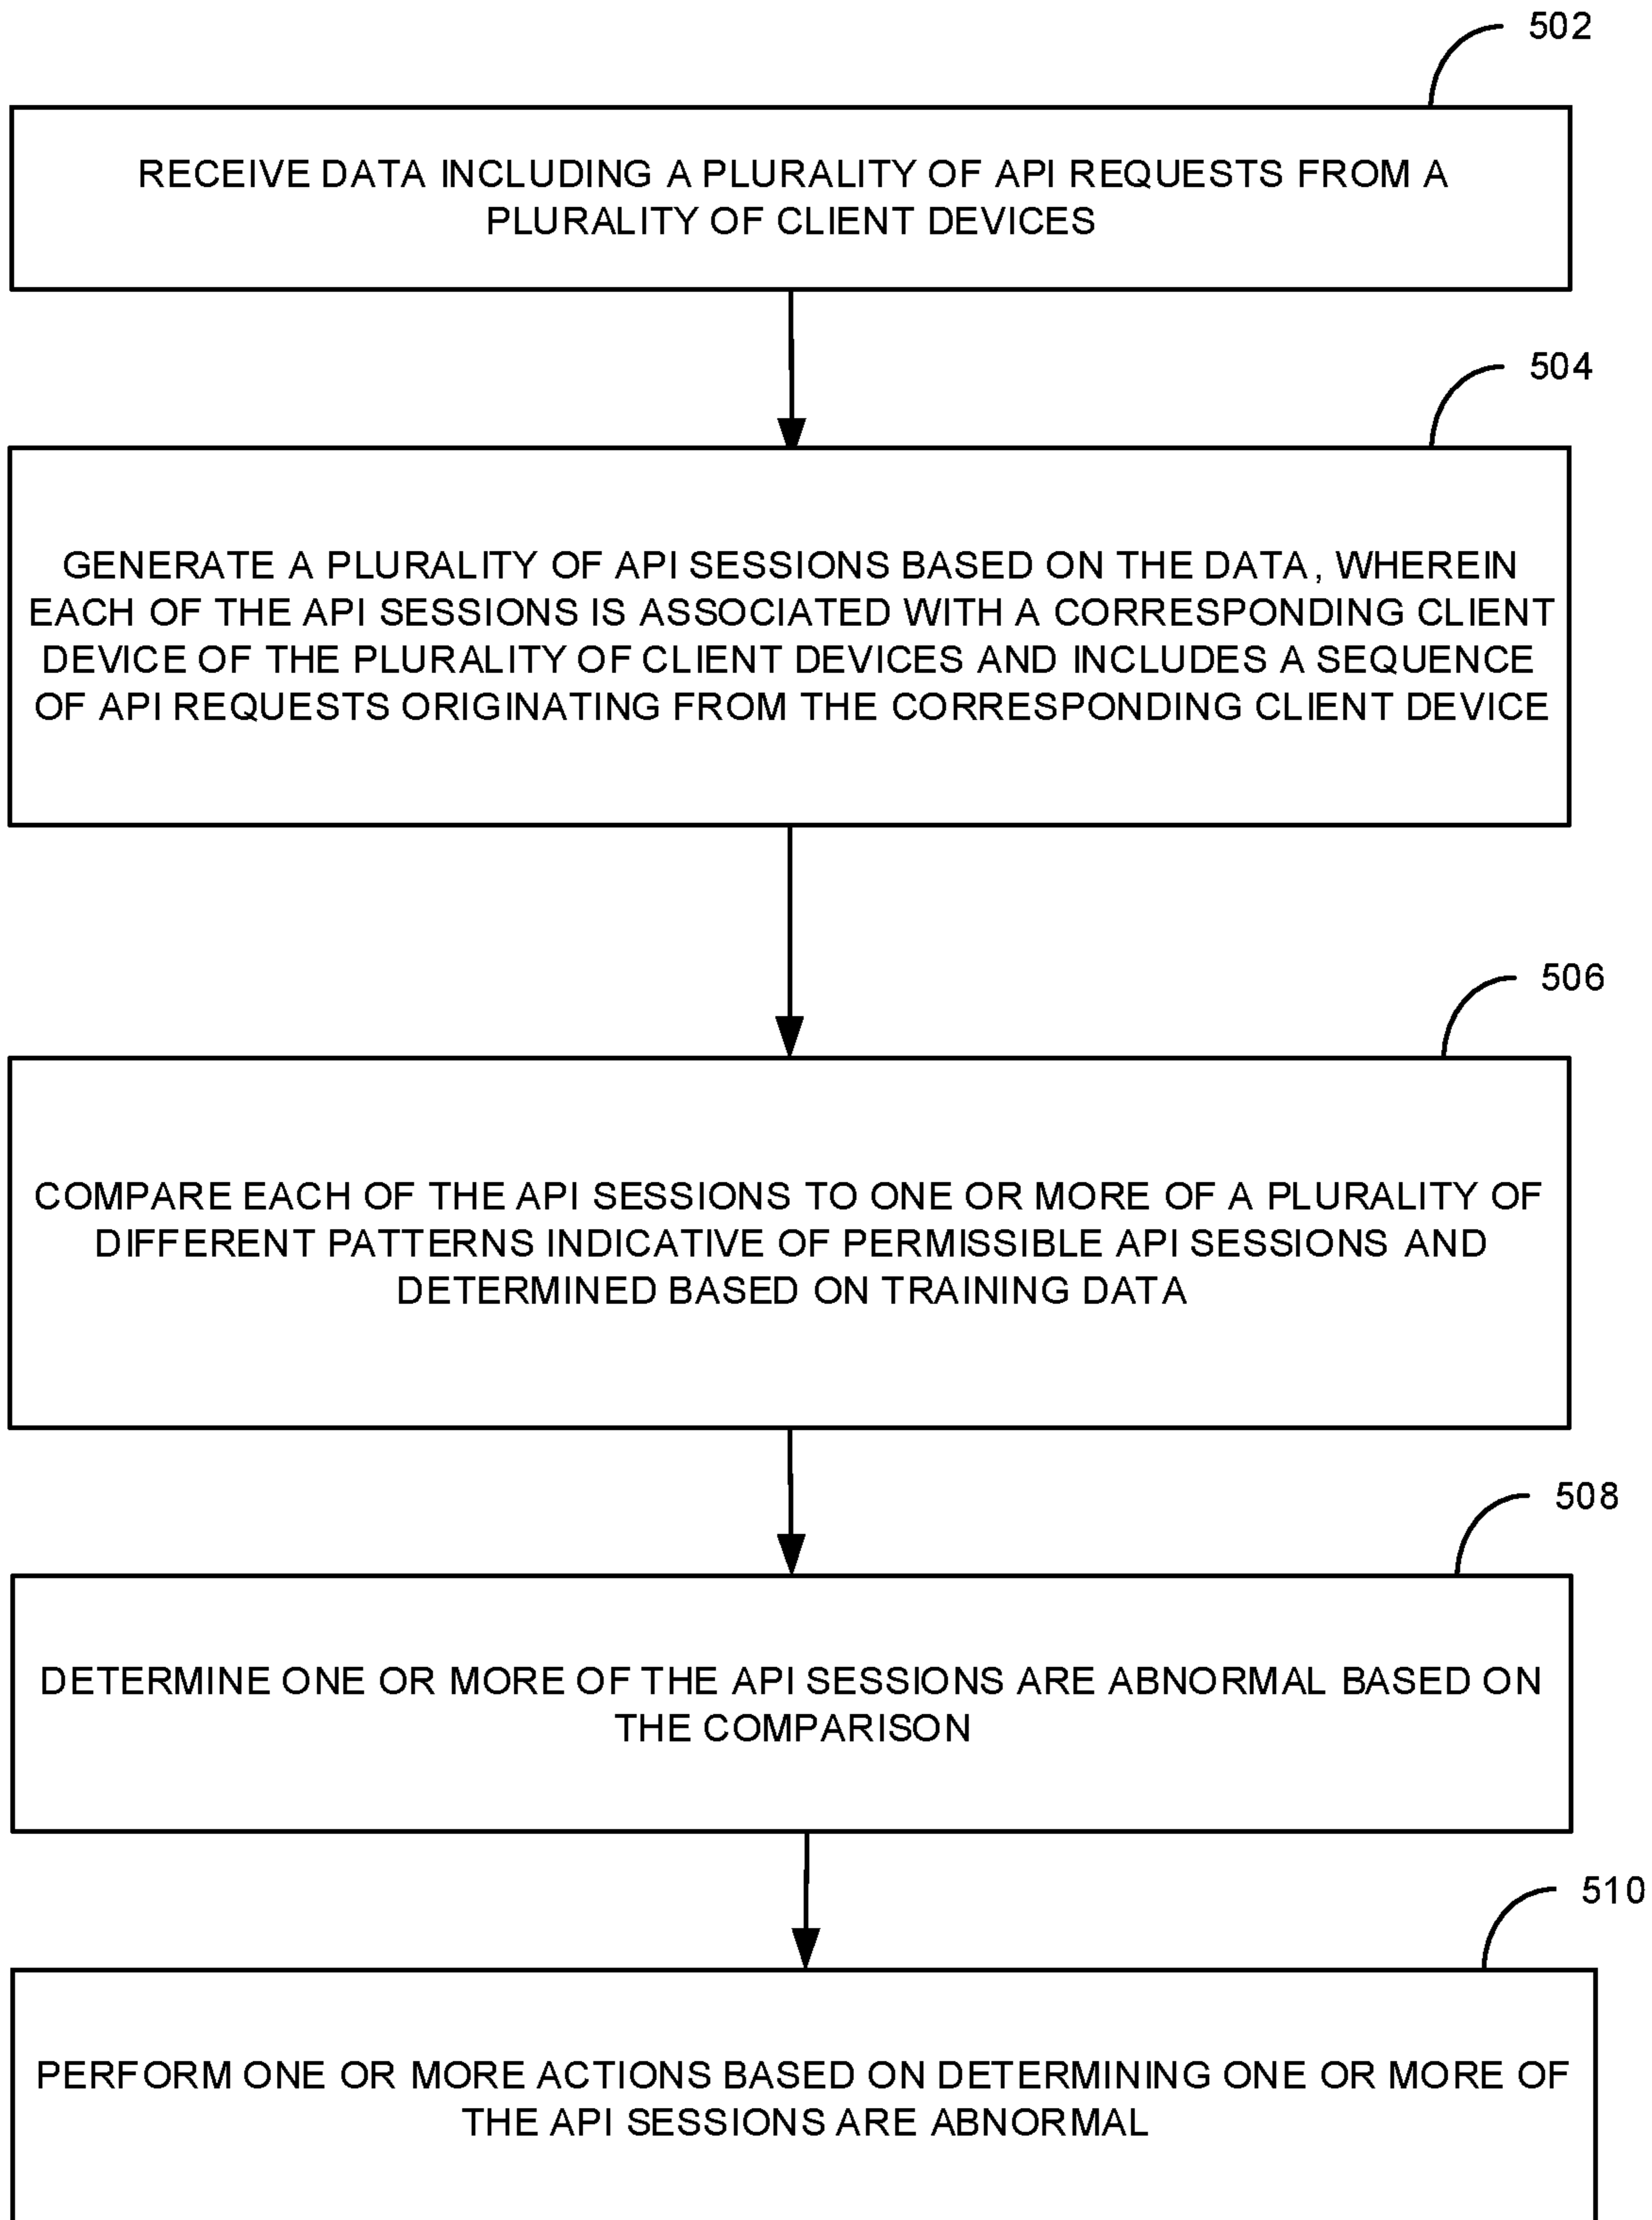 502
RECEIVE DATA INCLUDING A PLURALITY OF API REQUESTS FROM A
PLURALITY OF CLIENT DEVICES
504
GENERATE A PLURALITY OF API SESSIONS BASED ON THE DATA, WHEREIN
EACH OF THE API SESSIONS IS ASSOCIATED WITH A CORRESPONDING CLIENT
DEVICE OF THE PLURALITY OF CLIENT DEVICES AND INCLUDES A SEQUENCE
OF API REQUESTS ORIGINATING FROM THE CORRESPONDING CLIENT DEVICE
506
COMPARE EACH OF THE API SESSIONS TO ONE OR MORE OF A PLURALITY OF
DIFFERENT PATTERNS INDICATIVE OF PERMISSIBLE API SESSIONS AND
DETERMINED BASED ON TRAINING DATA
508
DETERMINE ONE OR MORE OF THE API SESSIONS ARE ABNORMAL BASED ON
THE COMPARISON
510
PERFORM ONE OR MORE ACTIONS BASED ON DETERMINING ONE OR MORE OF
THE API SESSIONS ARE ABNORMAL